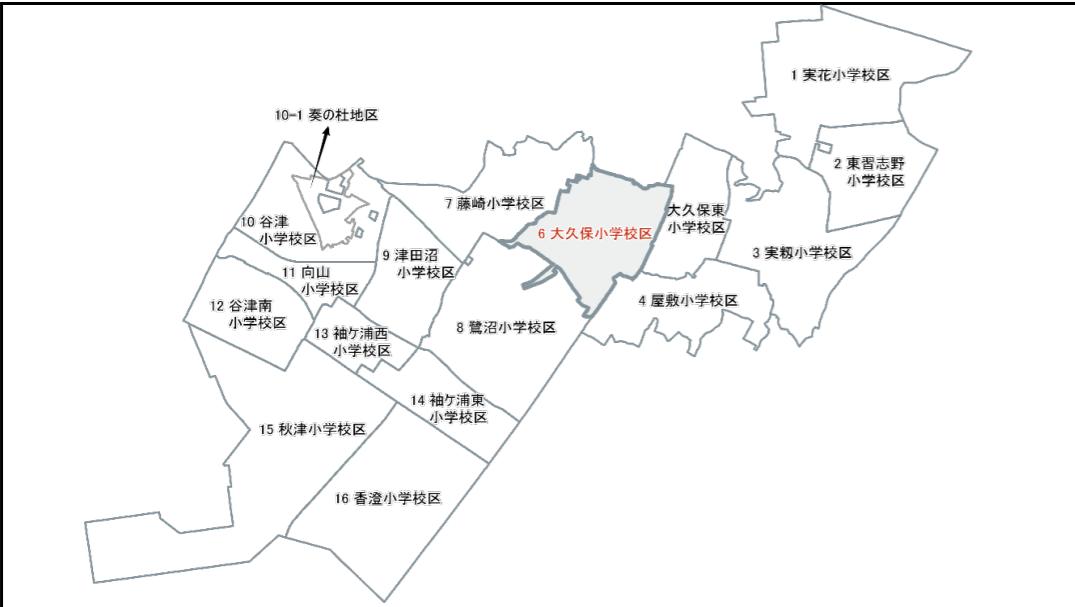 1 実花小学校区
10-1 奏の杜地区
2 東習志野
小学校区
7 藤崎小学校区
大久保東
小学校区
10 谷津
小学校区
6 大久保小学校区
9 津田沼
小学校区
3 実籾小学校区
11 向山
小学校区
12 谷津南
小学校区
4 屋敷小学校区
13 袖ケ浦西
小学校区
8 鷺沼小学校区
14 袖ケ浦東
小学校区
15 秋津小学校区
16 香澄小学校区